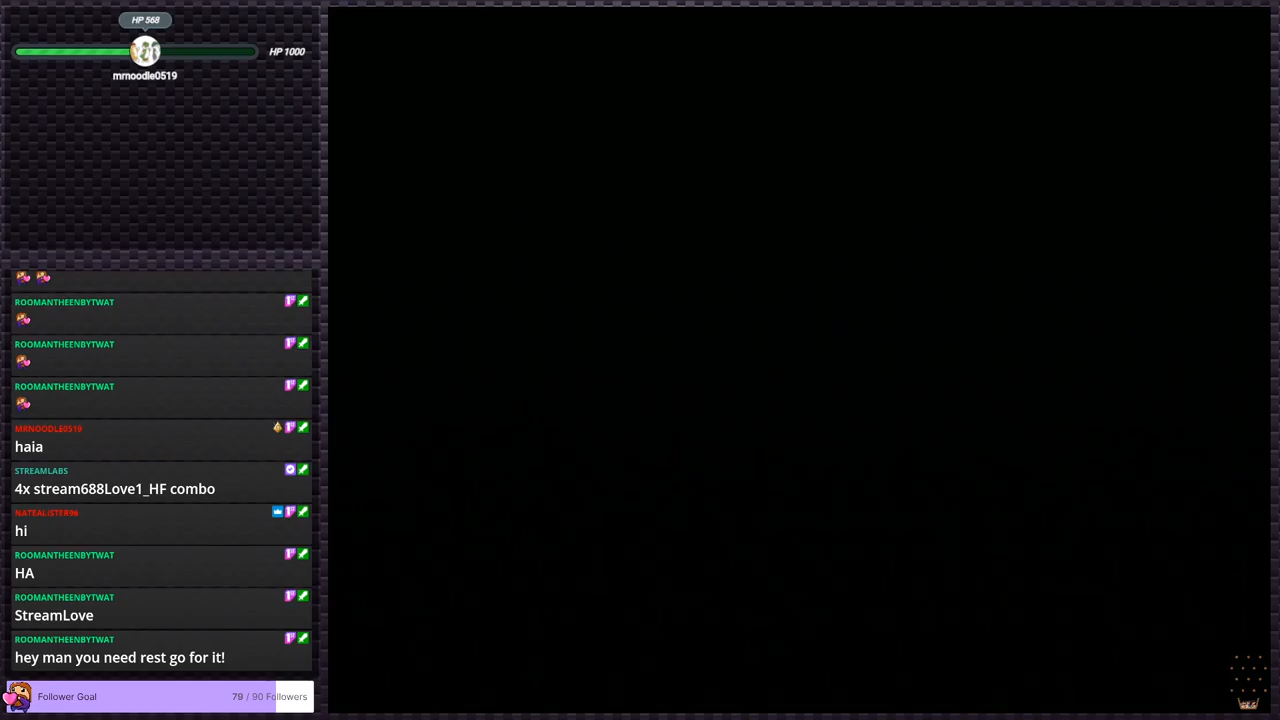 HP 568
HP 1000
mrnoodle0519
ROOMANTHEENBYTWAT
ROOMANTHEENBYTWAT
ROOMANTHEENBYTWAT
MRNOODLE0519
haia
STREAMLABS
4x stream688Love1_HF combo
NATEALISTER96
hi
ROOMANTHEENBYTWAT
HA
ROOMANTHEENBYTWAT
StreamLove
ROOMANTHEENBYTWAT
hey man you need rest go for it!
Follower Goal 79 / 90 Followers